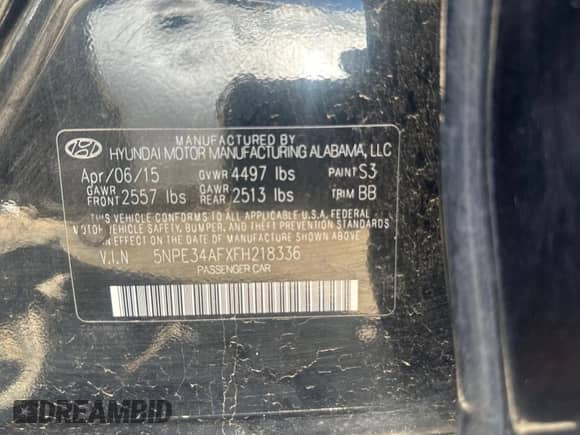 MANUFACTURED BY
HYUNDAI MOTOR MANUFACTURING ALABAMA, LLC
Apr/06/15 GVWR 4497 lbs PAINT S3
GAWR FRONT 2557 lbs GAWR REAR 2513 lbs TRIM BB
THIS VEHICLE CONFORMS TO ALL APPLICABLE U.S.A. FEDERAL
MOTOR VEHICLE SAFETY, BUMPER, AND THEFT PREVENTION STANDARDS
IN EFFECT ON THE DATE OF MANUFACTURE SHOWN ABOVE.
V.I.N 5NPE34AFXFH218336
PASSENGER CAR
DREAMBID